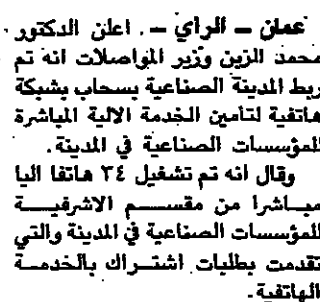 عمان – الراي – . اعلن الدكتور
محمد الزبن وزير المواصلات انه تم
ربط المدينة الصناعية بسحاب بشبكة
هاتفية لتامين الخدمة الالية المباشرة
للمؤسسات الصناعية في المدينة.
وقال انه تم تشغيل ٢٤ هاتفا اليا
مباشرا من مقسم الاشرفية
للمؤسسات الصناعية في المدينة والتي
تقدمت بطلبات اشتراك بالخدمة
الهاتفية.